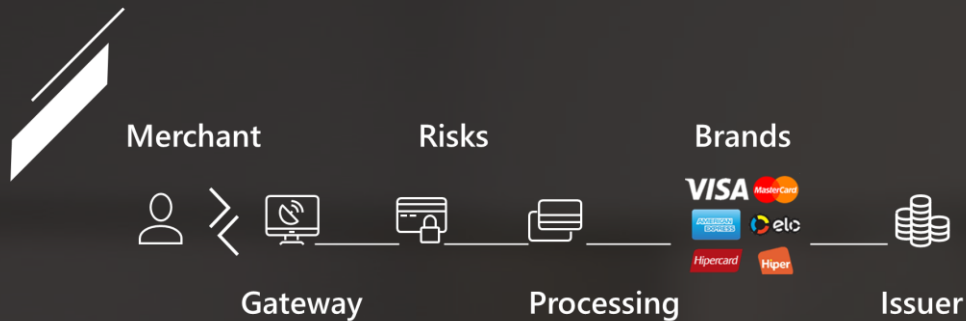 Merchant
Risks
Brands
VISA
MasterCard
AMERICAN
EXPRESS
elo
Hipercard
Hiper
Gateway
Processing
Issuer